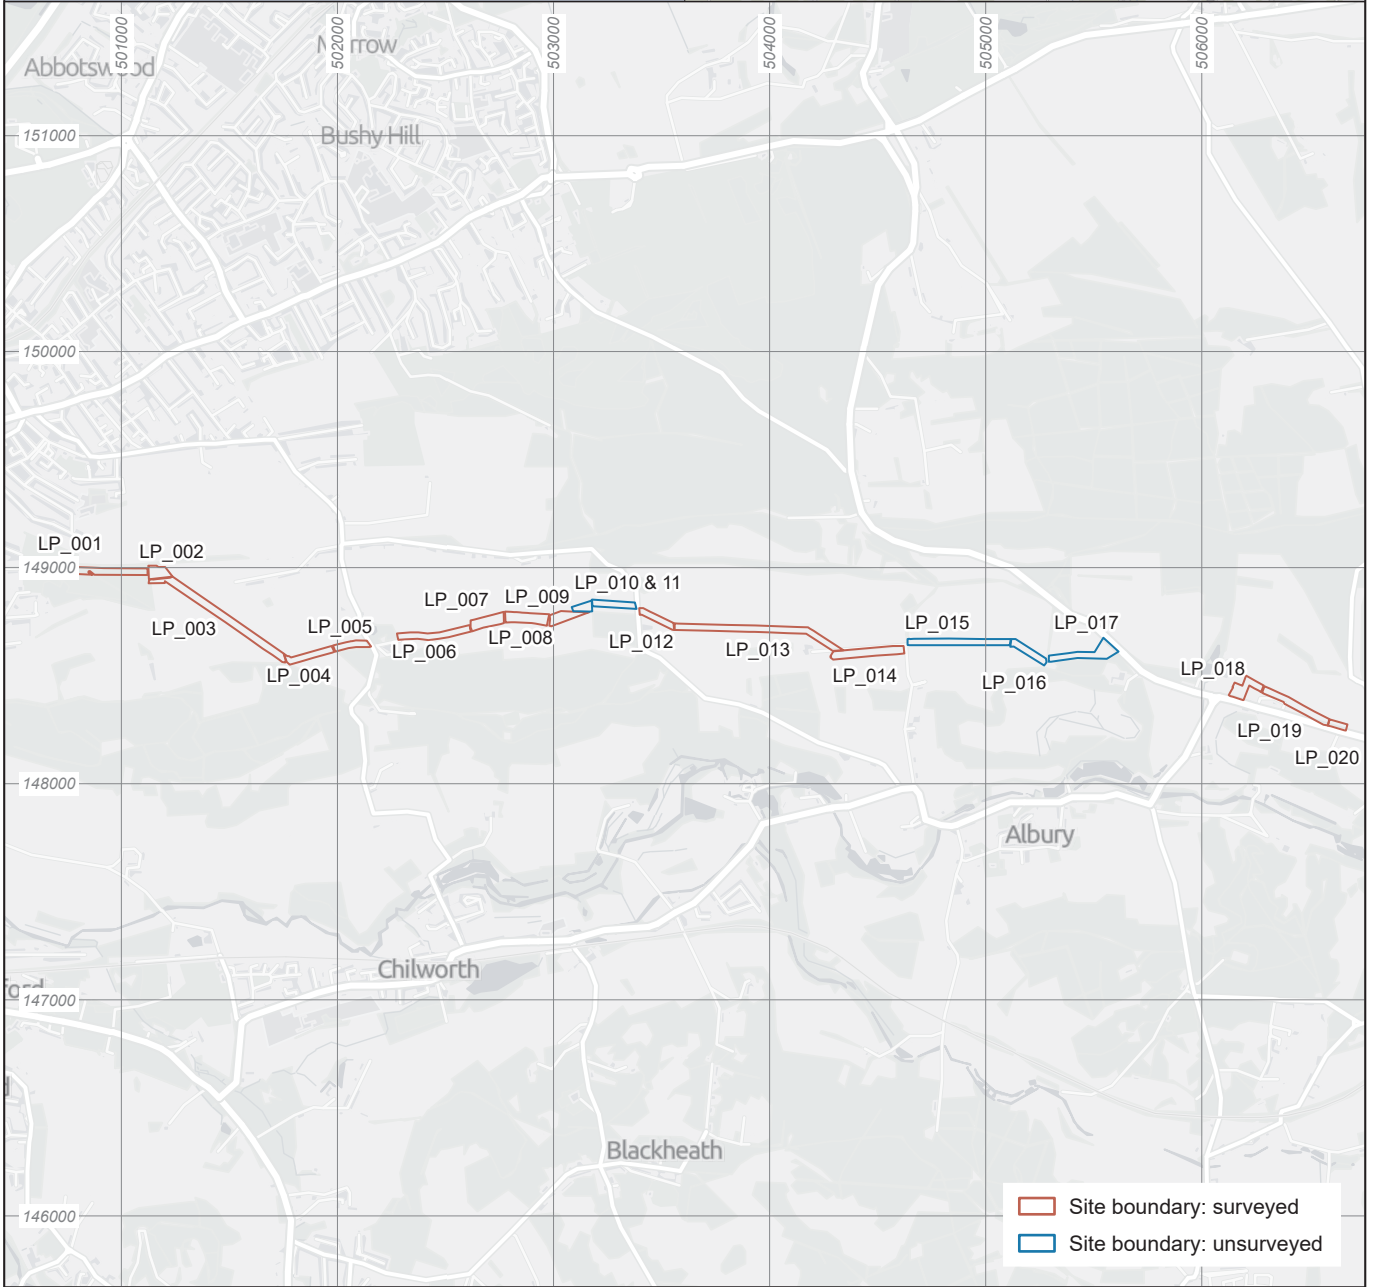 501000
502000
503000
504000
505000
506000
Merrow
Abbotswood
Bushy Hill
151000
150000
LP_001
LP_002
149000
LP_010 & 11
LP_007
LP_009
LP_003
LP_005
LP_015
LP_017
LP_008
LP_012
LP_013
LP_006
LP_004
LP_014
LP_016
LP_018
LP_019
LP_020
148000
Albury
Chilworth
ford
147000
d
Blackheath
146000
Site boundary: surveyed
Site boundary: unsurveyed